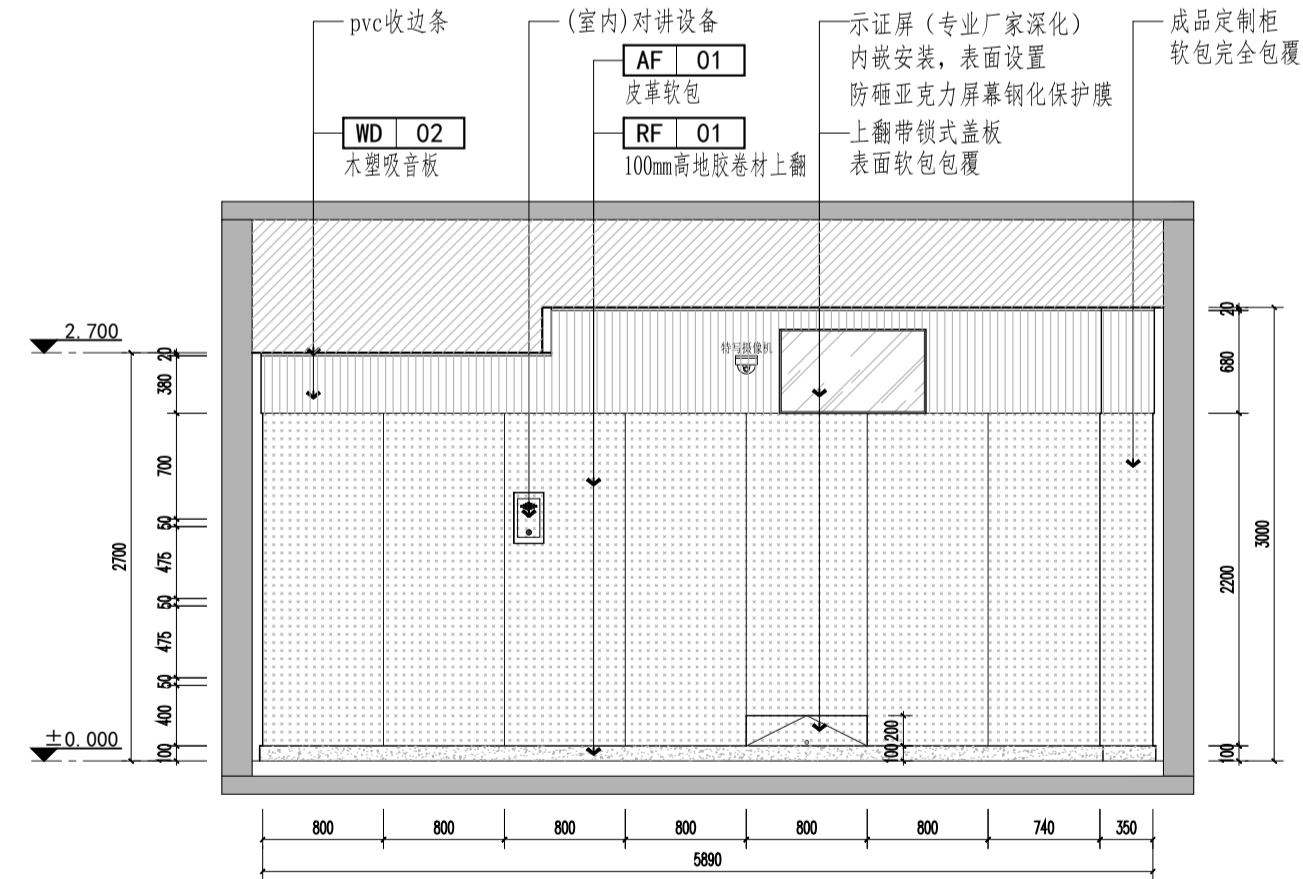 pvc收边条
WD 02
木塑吸音板
(室内)对讲设备
AF 01
皮革软包
RF 01
100mm高地胶卷材上翻
示证屏（专业厂家深化）
内嵌安装，表面设置
防砸亚克力屏幕钢化保护膜
上翻带锁式盖板
表面软包包覆
成品定制柜
软包完全包覆
2.700
±0.000
特写摄像机
2700
20
380
700
50
475
50
475
50
400
100
200
100
20
680
2200
100
3000
800 800 800 800 800 800 740 350
5890